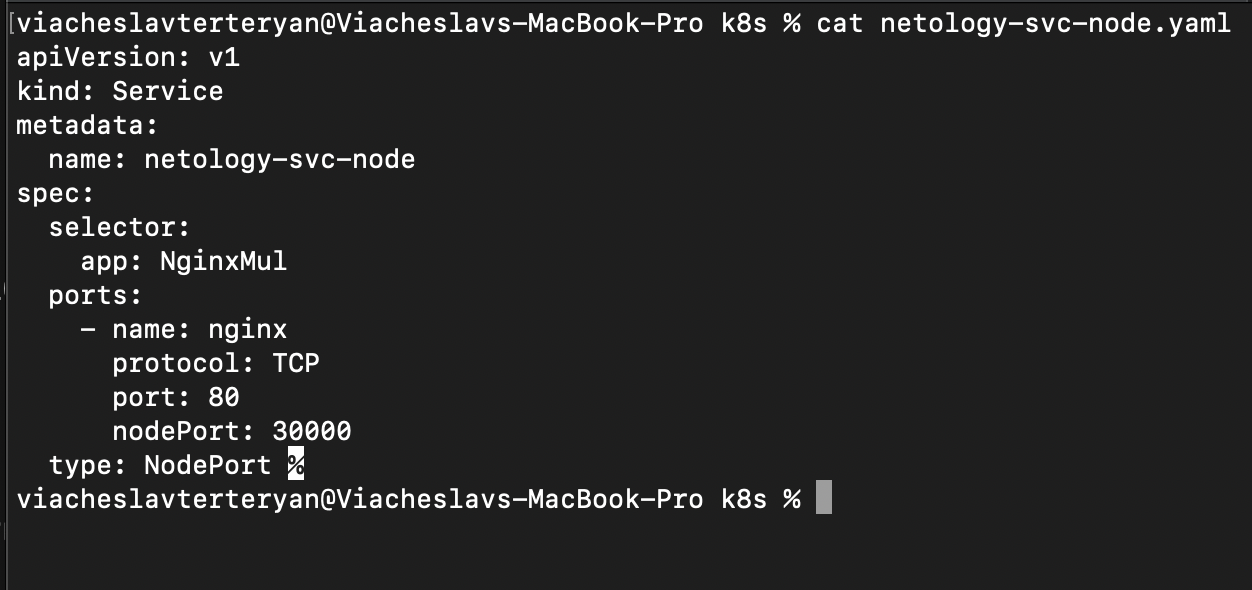 [viacheslavterteryan@Viacheslavs-MacBook-Pro k8s % cat netology-svc-node.yaml
apiVersion: v1
kind: Service
metadata:
  name: netology-svc-node
spec:
  selector:
    app: NginxMul
  ports:
    - name: nginx
      protocol: TCP
      port: 80
      nodePort: 30000
  type: NodePort %
viacheslavterteryan@Viacheslavs-MacBook-Pro k8s %